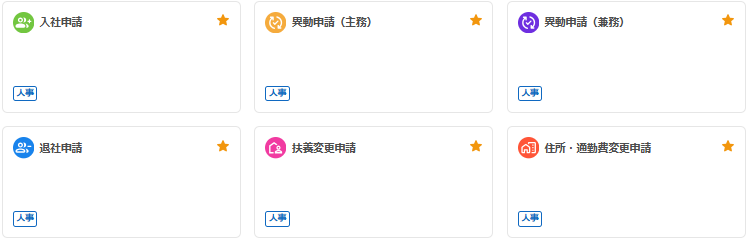 入社申請
異動申請（主務）
異動申請（兼務）
人事
人事
人事
退社申請
扶養変更申請
住所・通勤費変更申請
人事
人事
人事